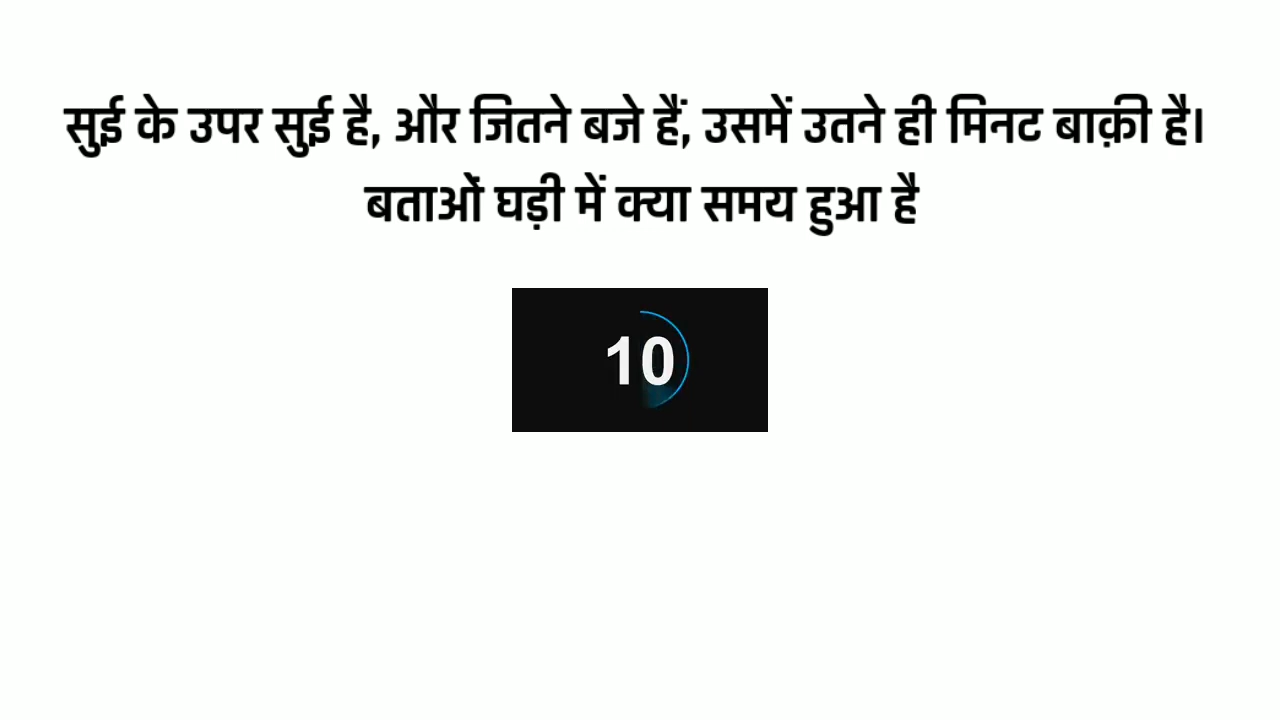 सुई के उपर सुई है, और जितने बजे हैं, उसमें उतने ही मिनट बाक़ी है।
बताओं घड़ी में क्या समय हुआ है
10